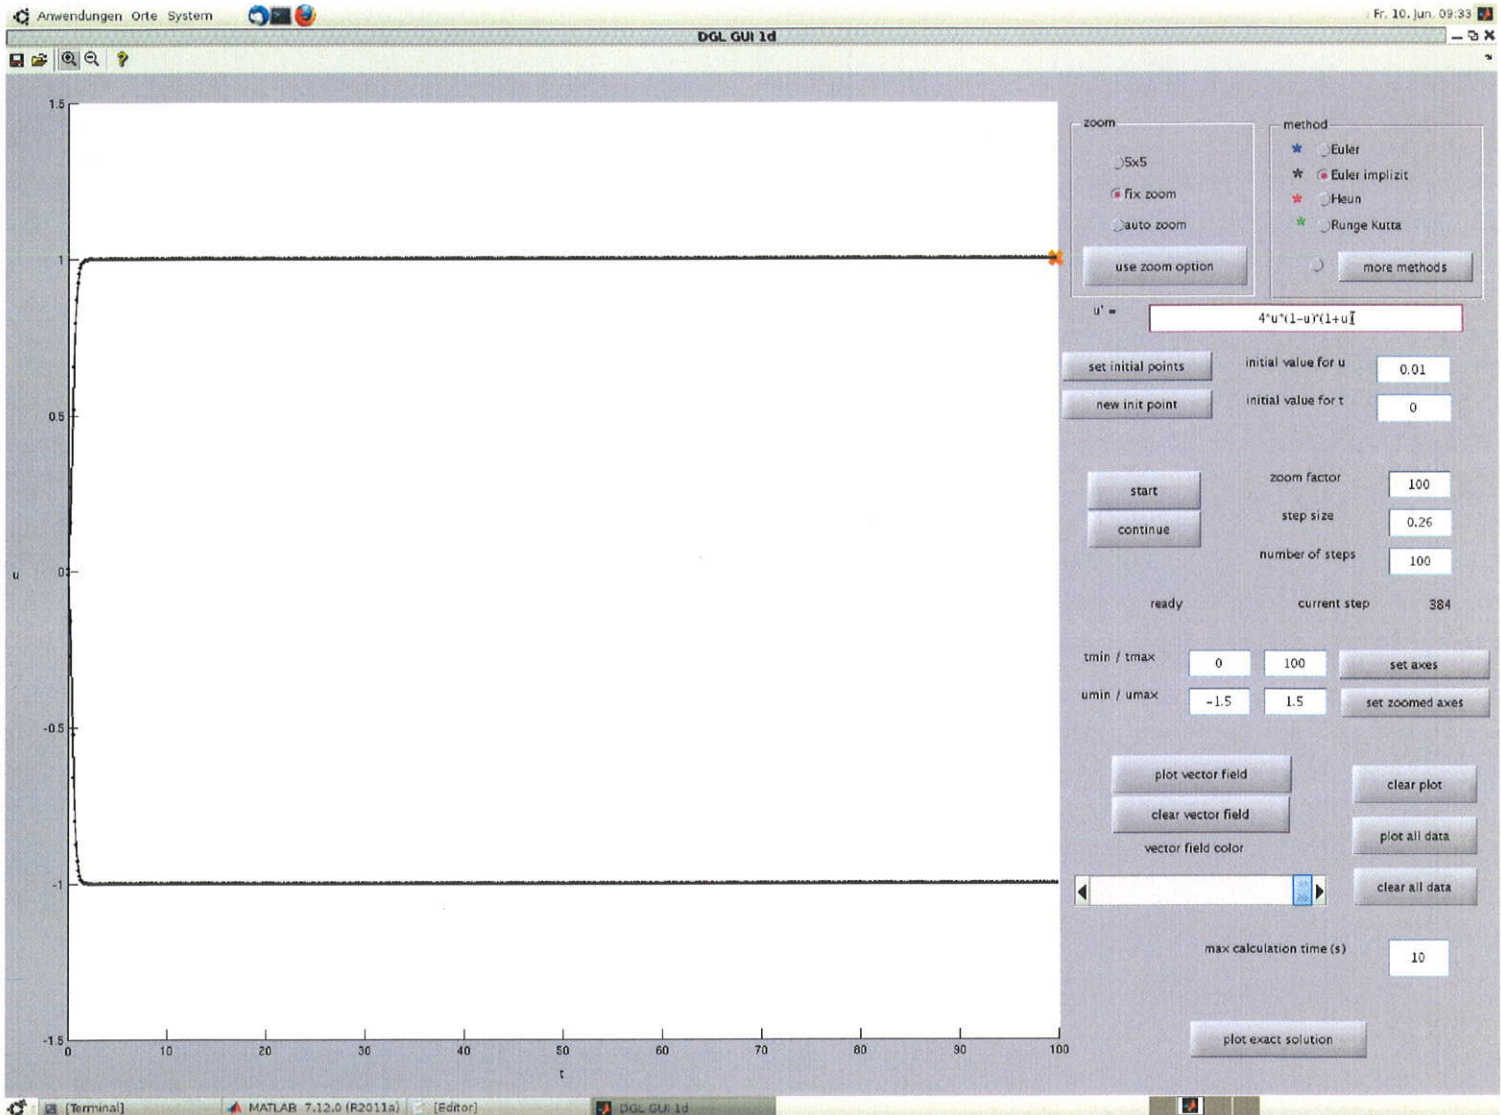 Anwendungen Orte System
Fr. 10. Jun. 09:33
DGL GUI 1d
1.5
1
0.5
0
-0.5
-1
-1.5
0 10 20 30 40 50 60 70 80 90 100
u
t
zoom
5x5
fix zoom
auto zoom
use zoom option
method
Euler
Euler implizit
Heun
Runge Kutta
more methods
u' = 4*u*(1-u)*(1+u)
set initial points
initial value for u 0.01
new init point
initial value for t 0
start
continue
zoom factor 100
step size 0.26
number of steps 100
ready
current step 384
tmin / tmax 0 100 set axes
umin / umax -1.5 1.5 set zoomed axes
plot vector field
clear vector field
vector field color
clear plot
plot all data
clear all data
max calculation time (s) 10
plot exact solution
[Terminal] MATLAB 7.12.0 (R2011a) [Editor] DGL GUI 1d